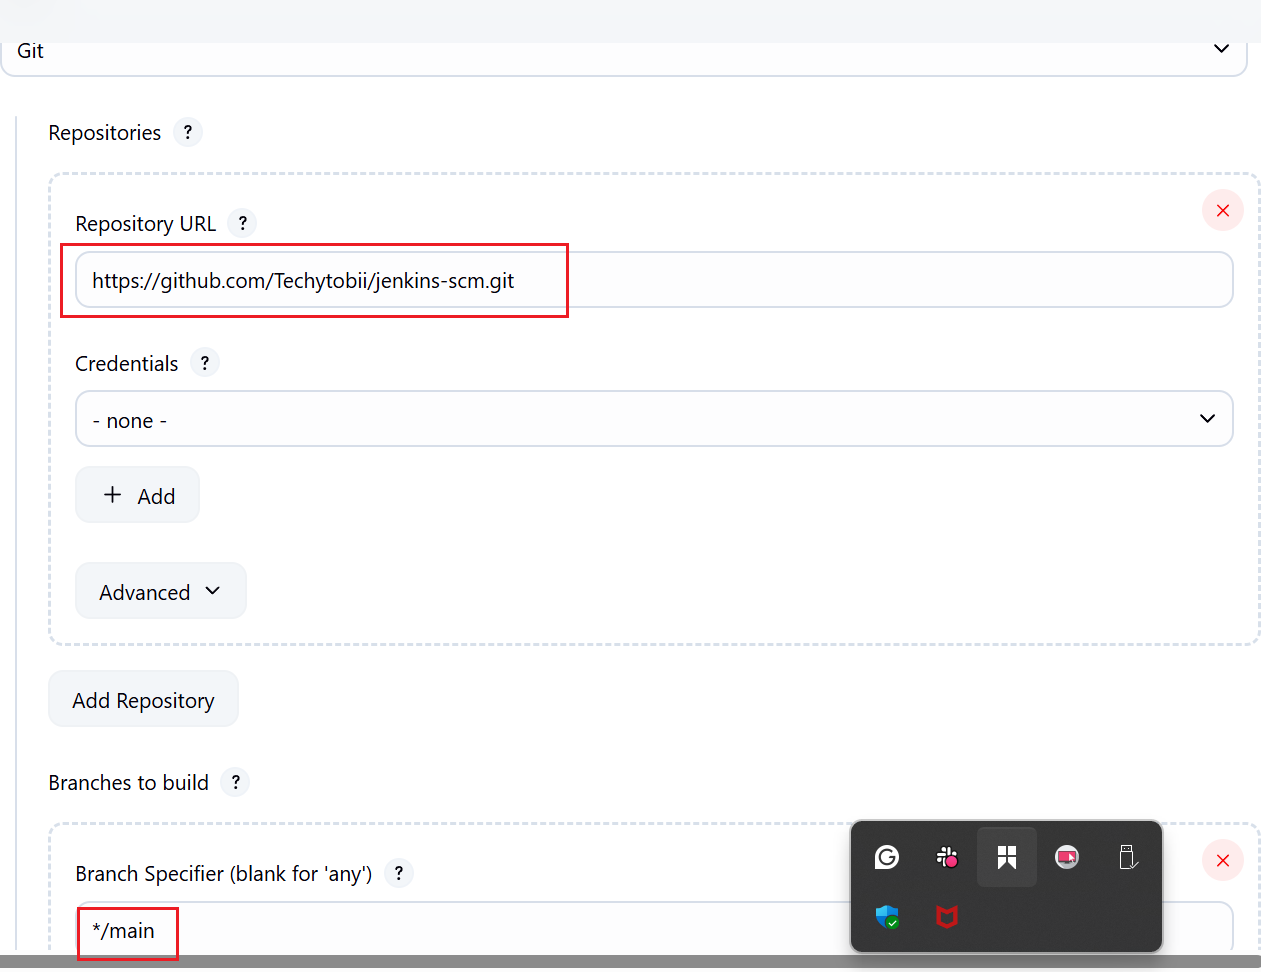 Git
Repositories ?
Repository URL ?
https://github.com/Techytobii/jenkins-scm.git
Credentials ?
- none -
+ Add
Advanced
Add Repository
Branches to build ?
Branch Specifier (blank for 'any') ?
*/main